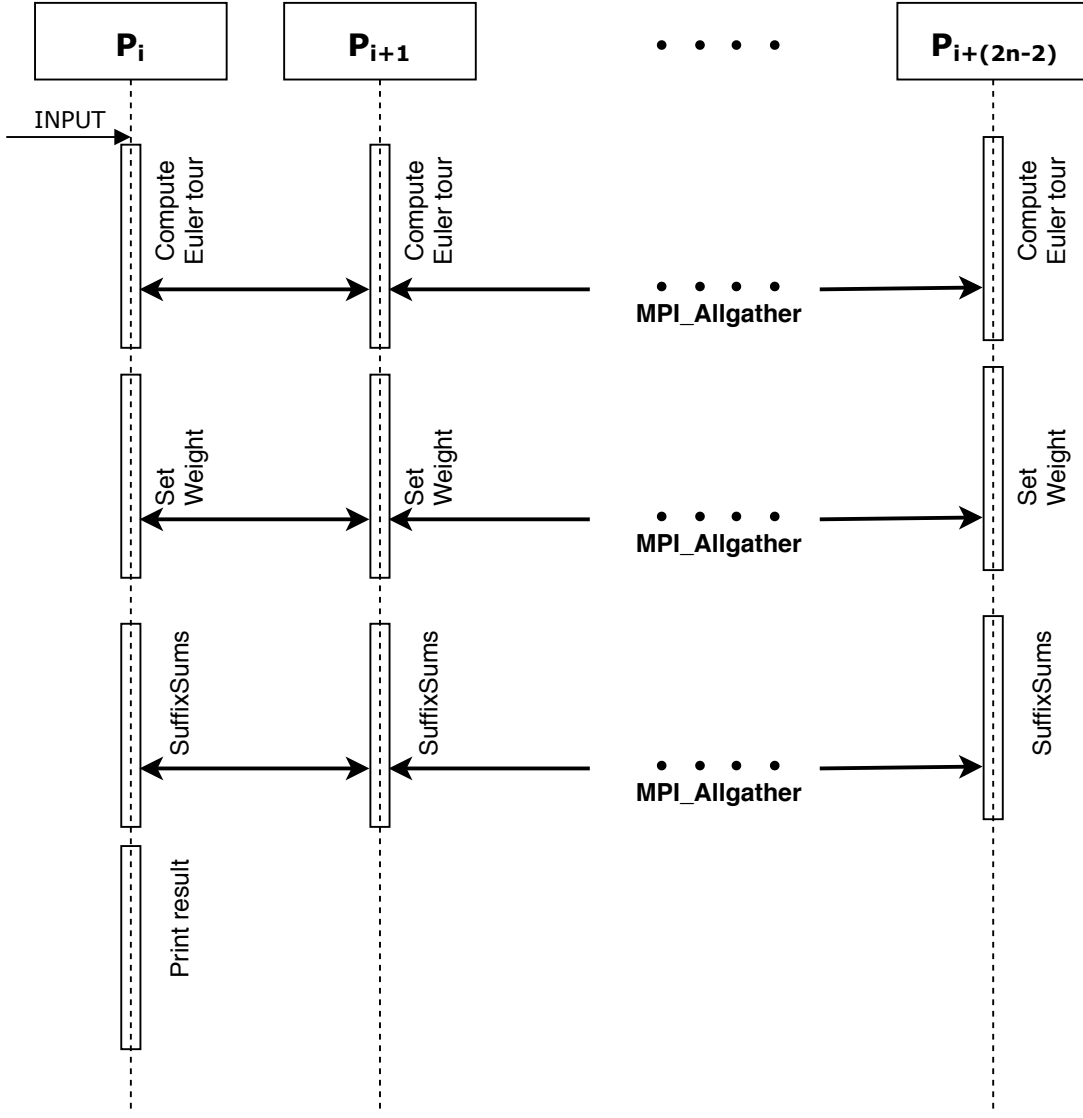 Pi
Pi+1
Pi+(2n-2)
INPUT
Compute
Euler tour
Compute
Euler tour
Compute
Euler tour
MPI_Allgather
Set
Weight
Set
Weight
Set
Weight
MPI_Allgather
SuffixSums
SuffixSums
SuffixSums
MPI_Allgather
Print result